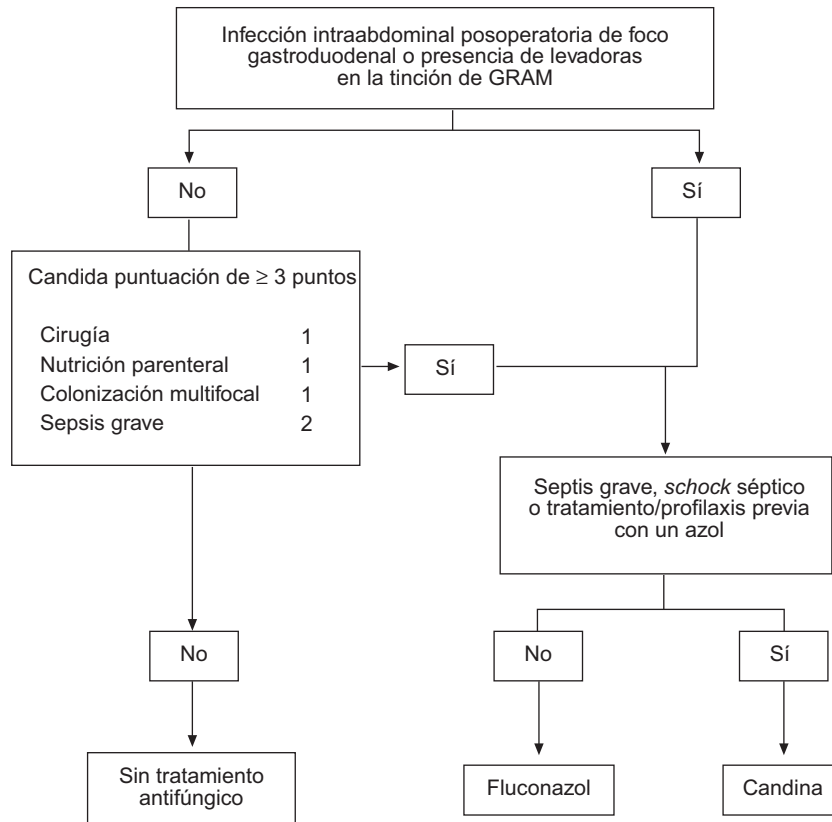 Infección intraabdominal posoperatoria de foco
gastroduodenal o presencia de levadoras
en la tinción de GRAM
No
Sí
Candida puntuación de ≥ 3 puntos
Cirugía 1
Nutrición parenteral 1
Colonización multifocal 1
Sepsis grave 2
Sí
Septis grave, schock séptico
o tratamiento/profilaxis previa
con un azol
No
No
Sí
Sin tratamiento
antifúngico
Fluconazol
Candina